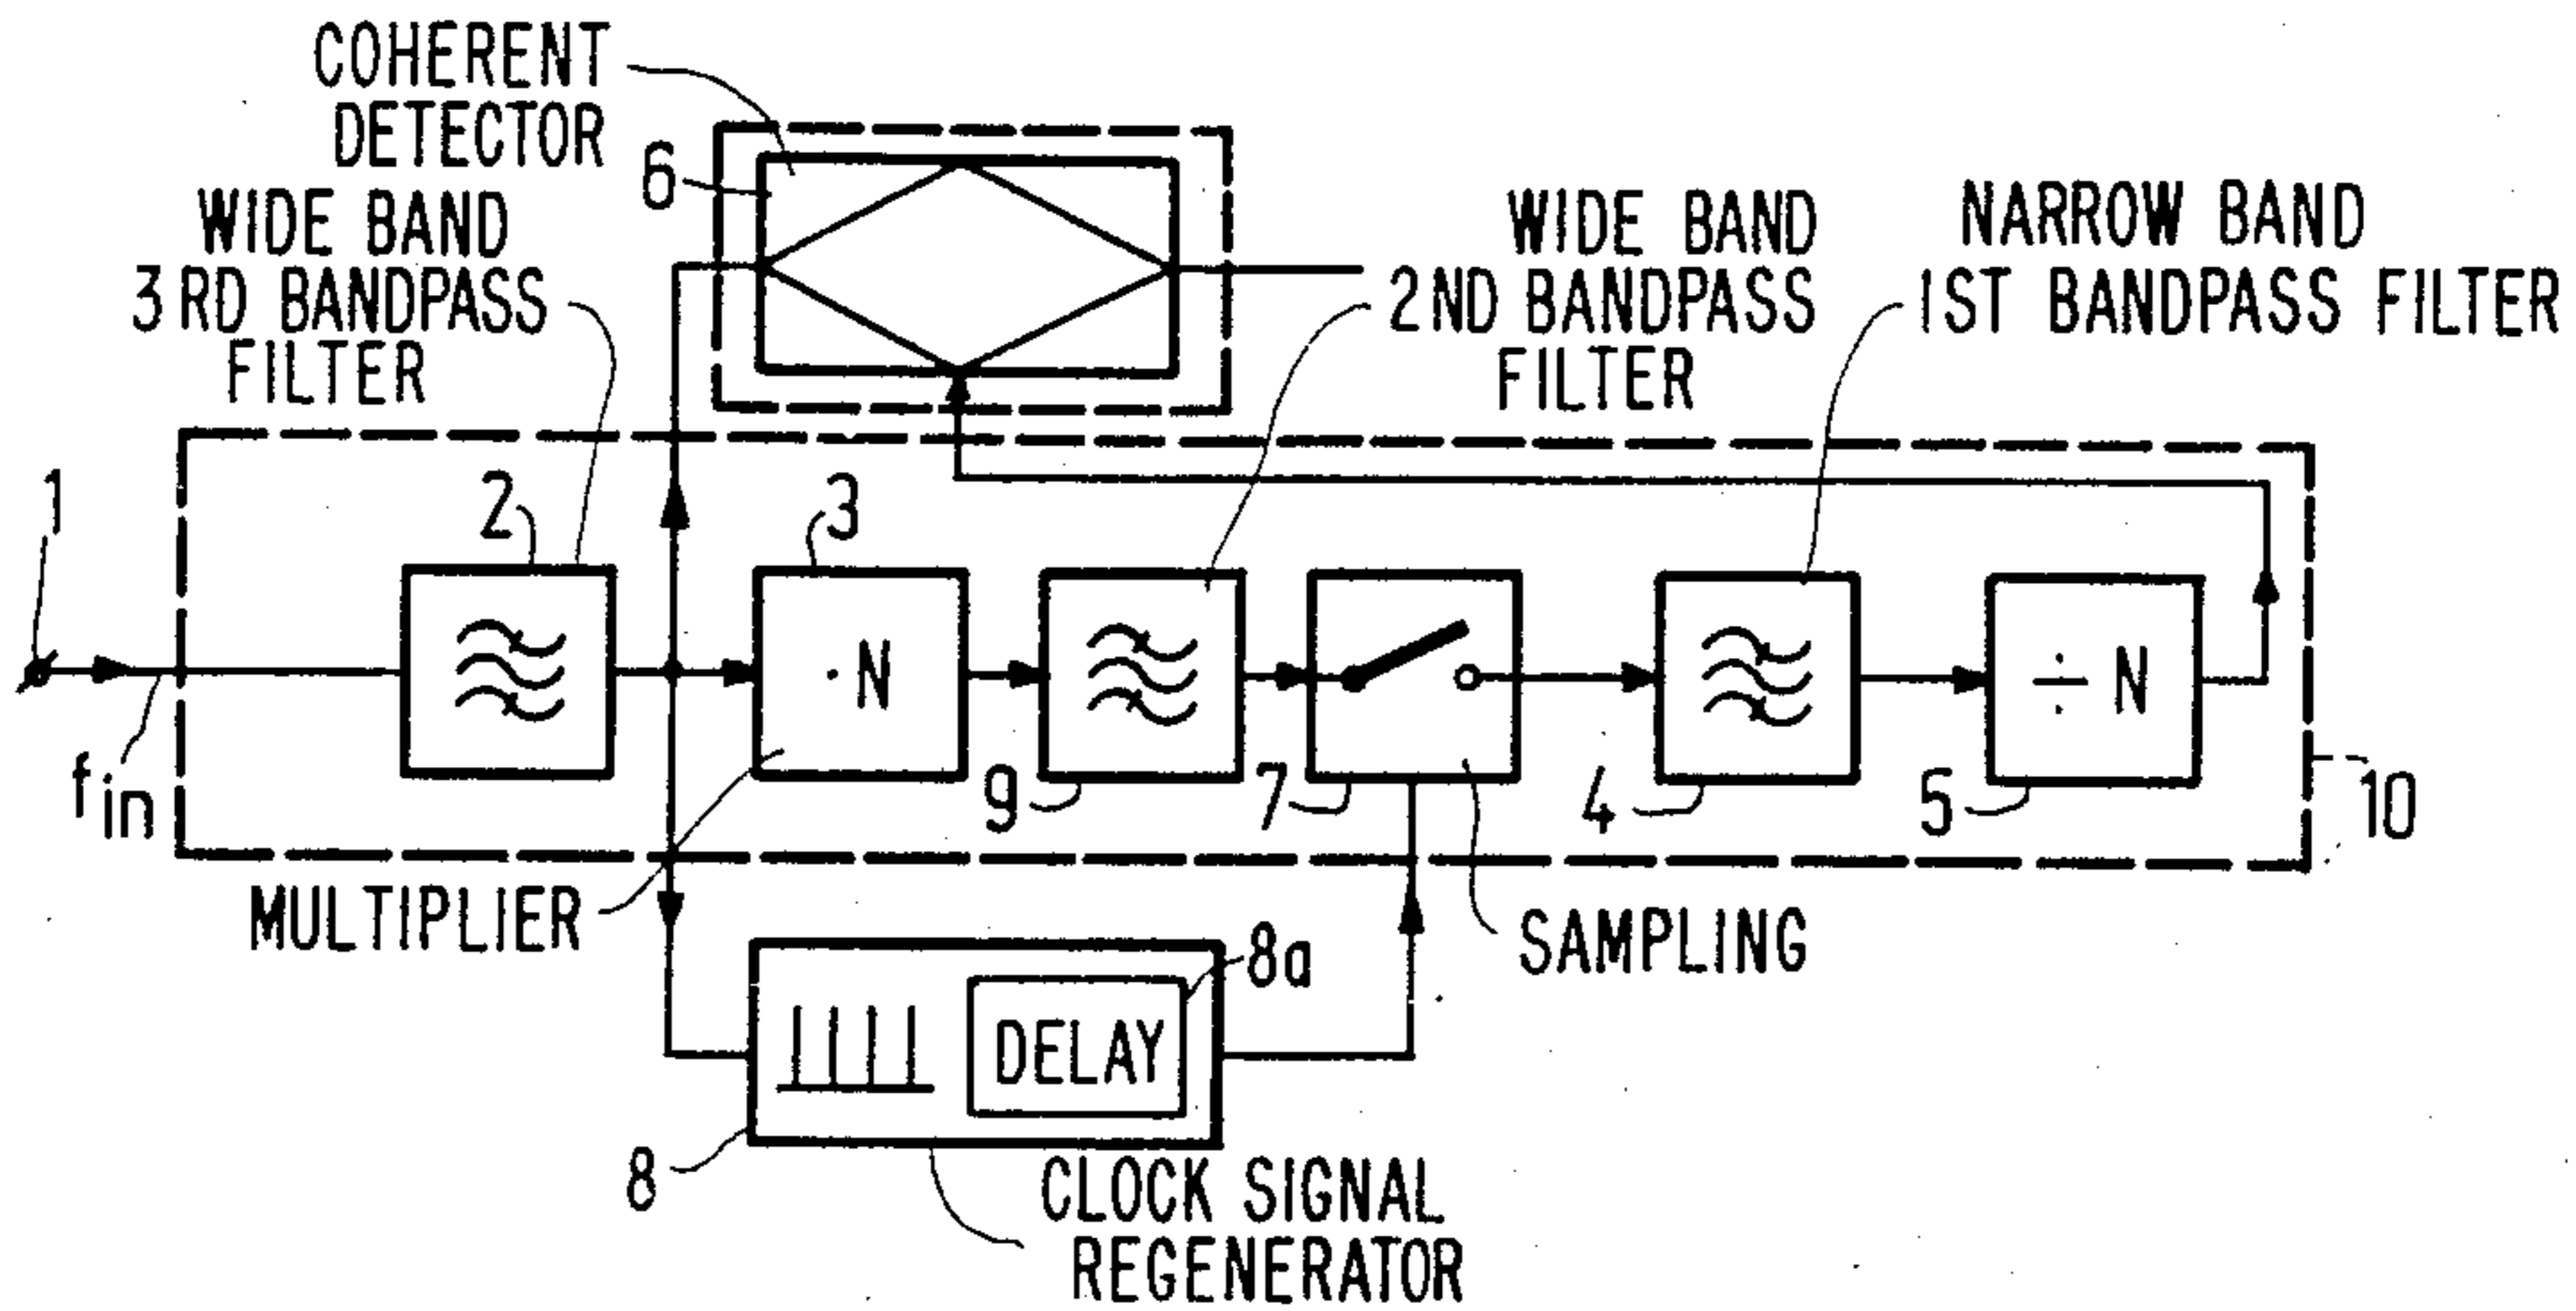 COHERENT
DETECTOR
6
WIDE BAND
3 RD BANDPASS
FILTER
WIDE BAND
2ND BANDPASS
FILTER
NARROW BAND
1ST BANDPASS FILTER
1
f in
2
3
· N
9
7
4
5
÷ N
10
MULTIPLIER
SAMPLING
8a
DELAY
8
CLOCK SIGNAL
REGENERATOR